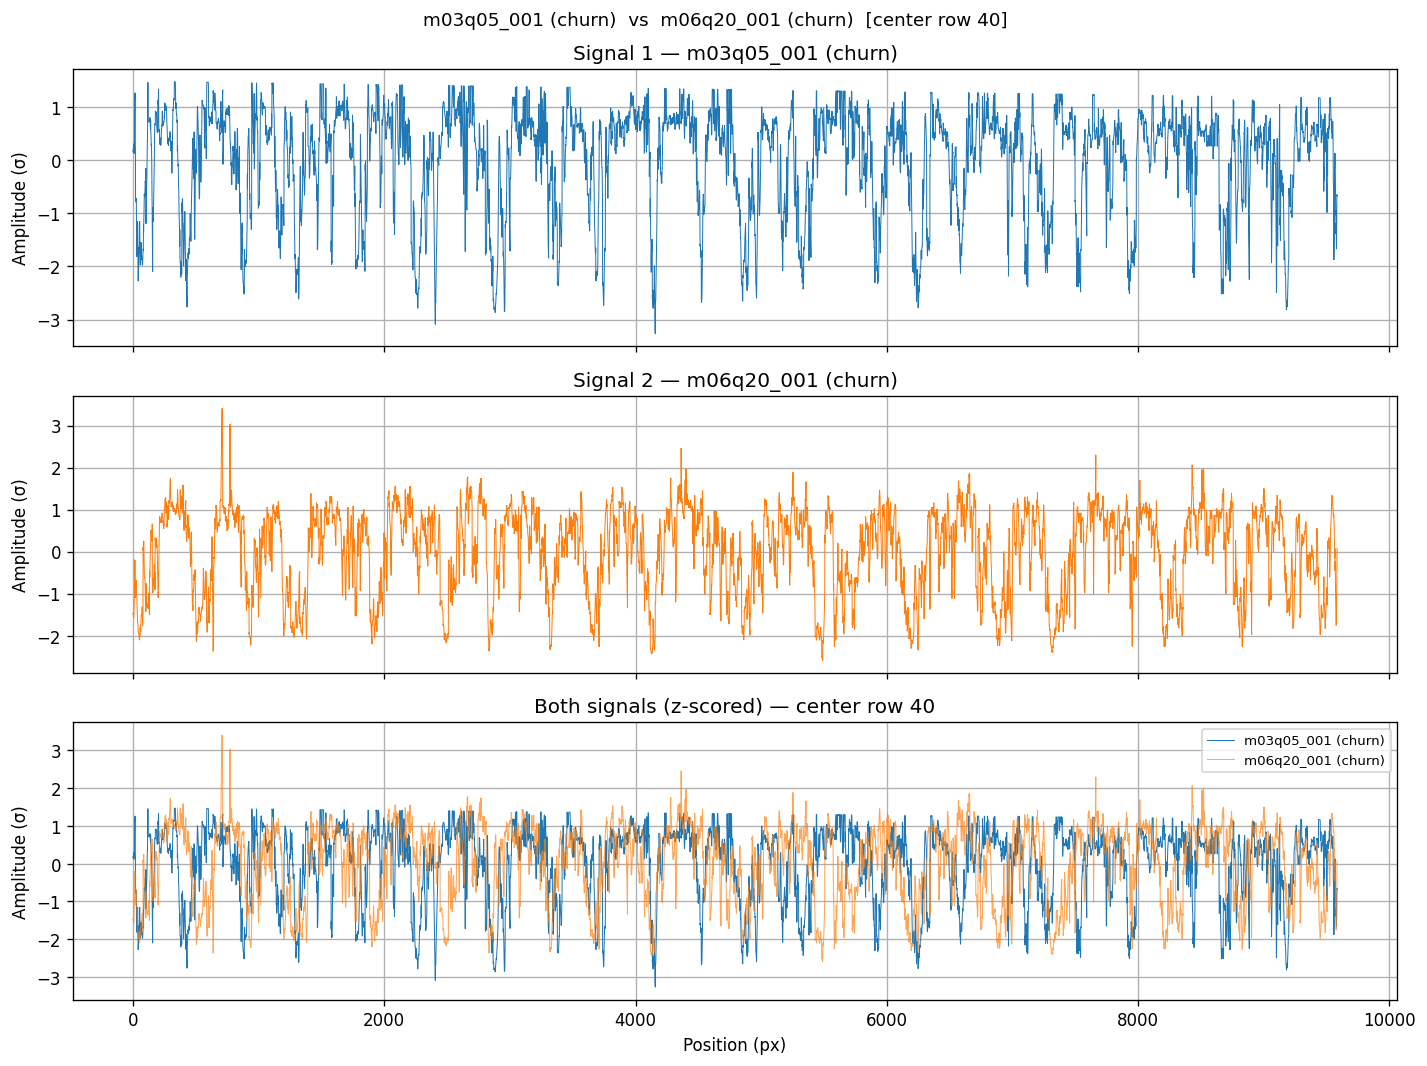 m03q05_001 (churn)  vs  m06q20_001 (churn)  [center row 40]
Signal 1 — m03q05_001 (churn)
Amplitude (σ)
1
0
−1
−2
−3
Signal 2 — m06q20_001 (churn)
Amplitude (σ)
3
2
1
0
−1
−2
Both signals (z-scored) — center row 40
Amplitude (σ)
3
2
1
0
−1
−2
−3
m03q05_001 (churn)
m06q20_001 (churn)
0 2000 4000 6000 8000 10000
Position (px)